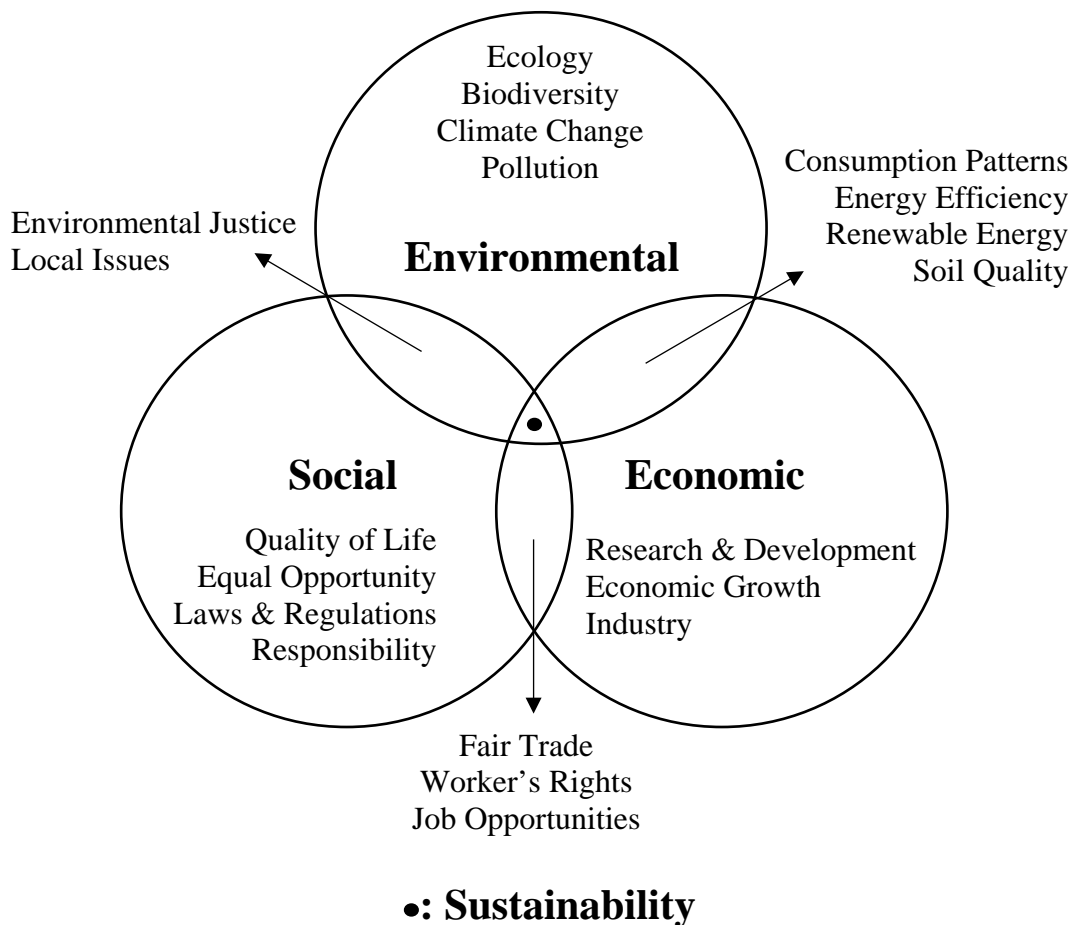 Ecology
Biodiversity
Climate Change
Pollution
Environmental
Environmental Justice
Local Issues
Consumption Patterns
Energy Efficiency
Renewable Energy
Soil Quality
Social
Quality of Life
Equal Opportunity
Laws & Regulations
Responsibility
Economic
Research & Development
Economic Growth
Industry
Fair Trade
Worker’s Rights
Job Opportunities
•: Sustainability